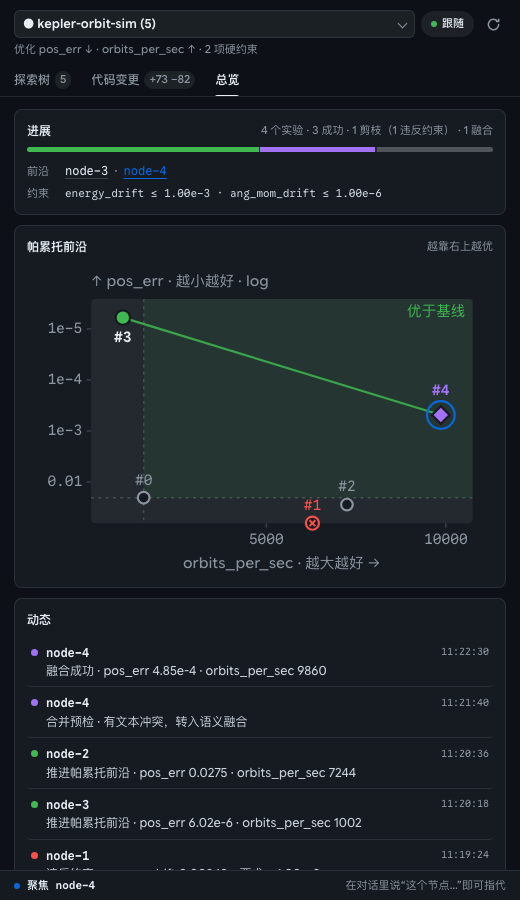 kepler-orbit-sim (5)
跟随
优化 pos_err ↓ · orbits_per_sec ↑ · 2 项硬约束
探索树 5 代码变更 +73 −82 总览
进展
4 个实验 · 3 成功 · 1 剪枝（1 违反约束） · 1 融合
前沿 node-3 · node-4
约束 energy_drift ≤ 1.00e-3 · ang_mom_drift ≤ 1.00e-6
帕累托前沿
越靠右上越优
↑ pos_err · 越小越好 · log
优于基线
1e-5
#3
1e-4
#4
1e-3
0.01
#0
#2
#1
5000
10000
orbits_per_sec · 越大越好 →
动态
node-4 11:22:30
融合成功 · pos_err 4.85e-4 · orbits_per_sec 9860
node-4 11:21:40
合并预检 · 有文本冲突，转入语义融合
node-2 11:20:36
推进帕累托前沿 · pos_err 0.0275 · orbits_per_sec 7244
node-3 11:20:18
推进帕累托前沿 · pos_err 6.02e-6 · orbits_per_sec 1002
node-1 11:19:24
聚焦 node-4
在对话里说“这个节点…”即可指代